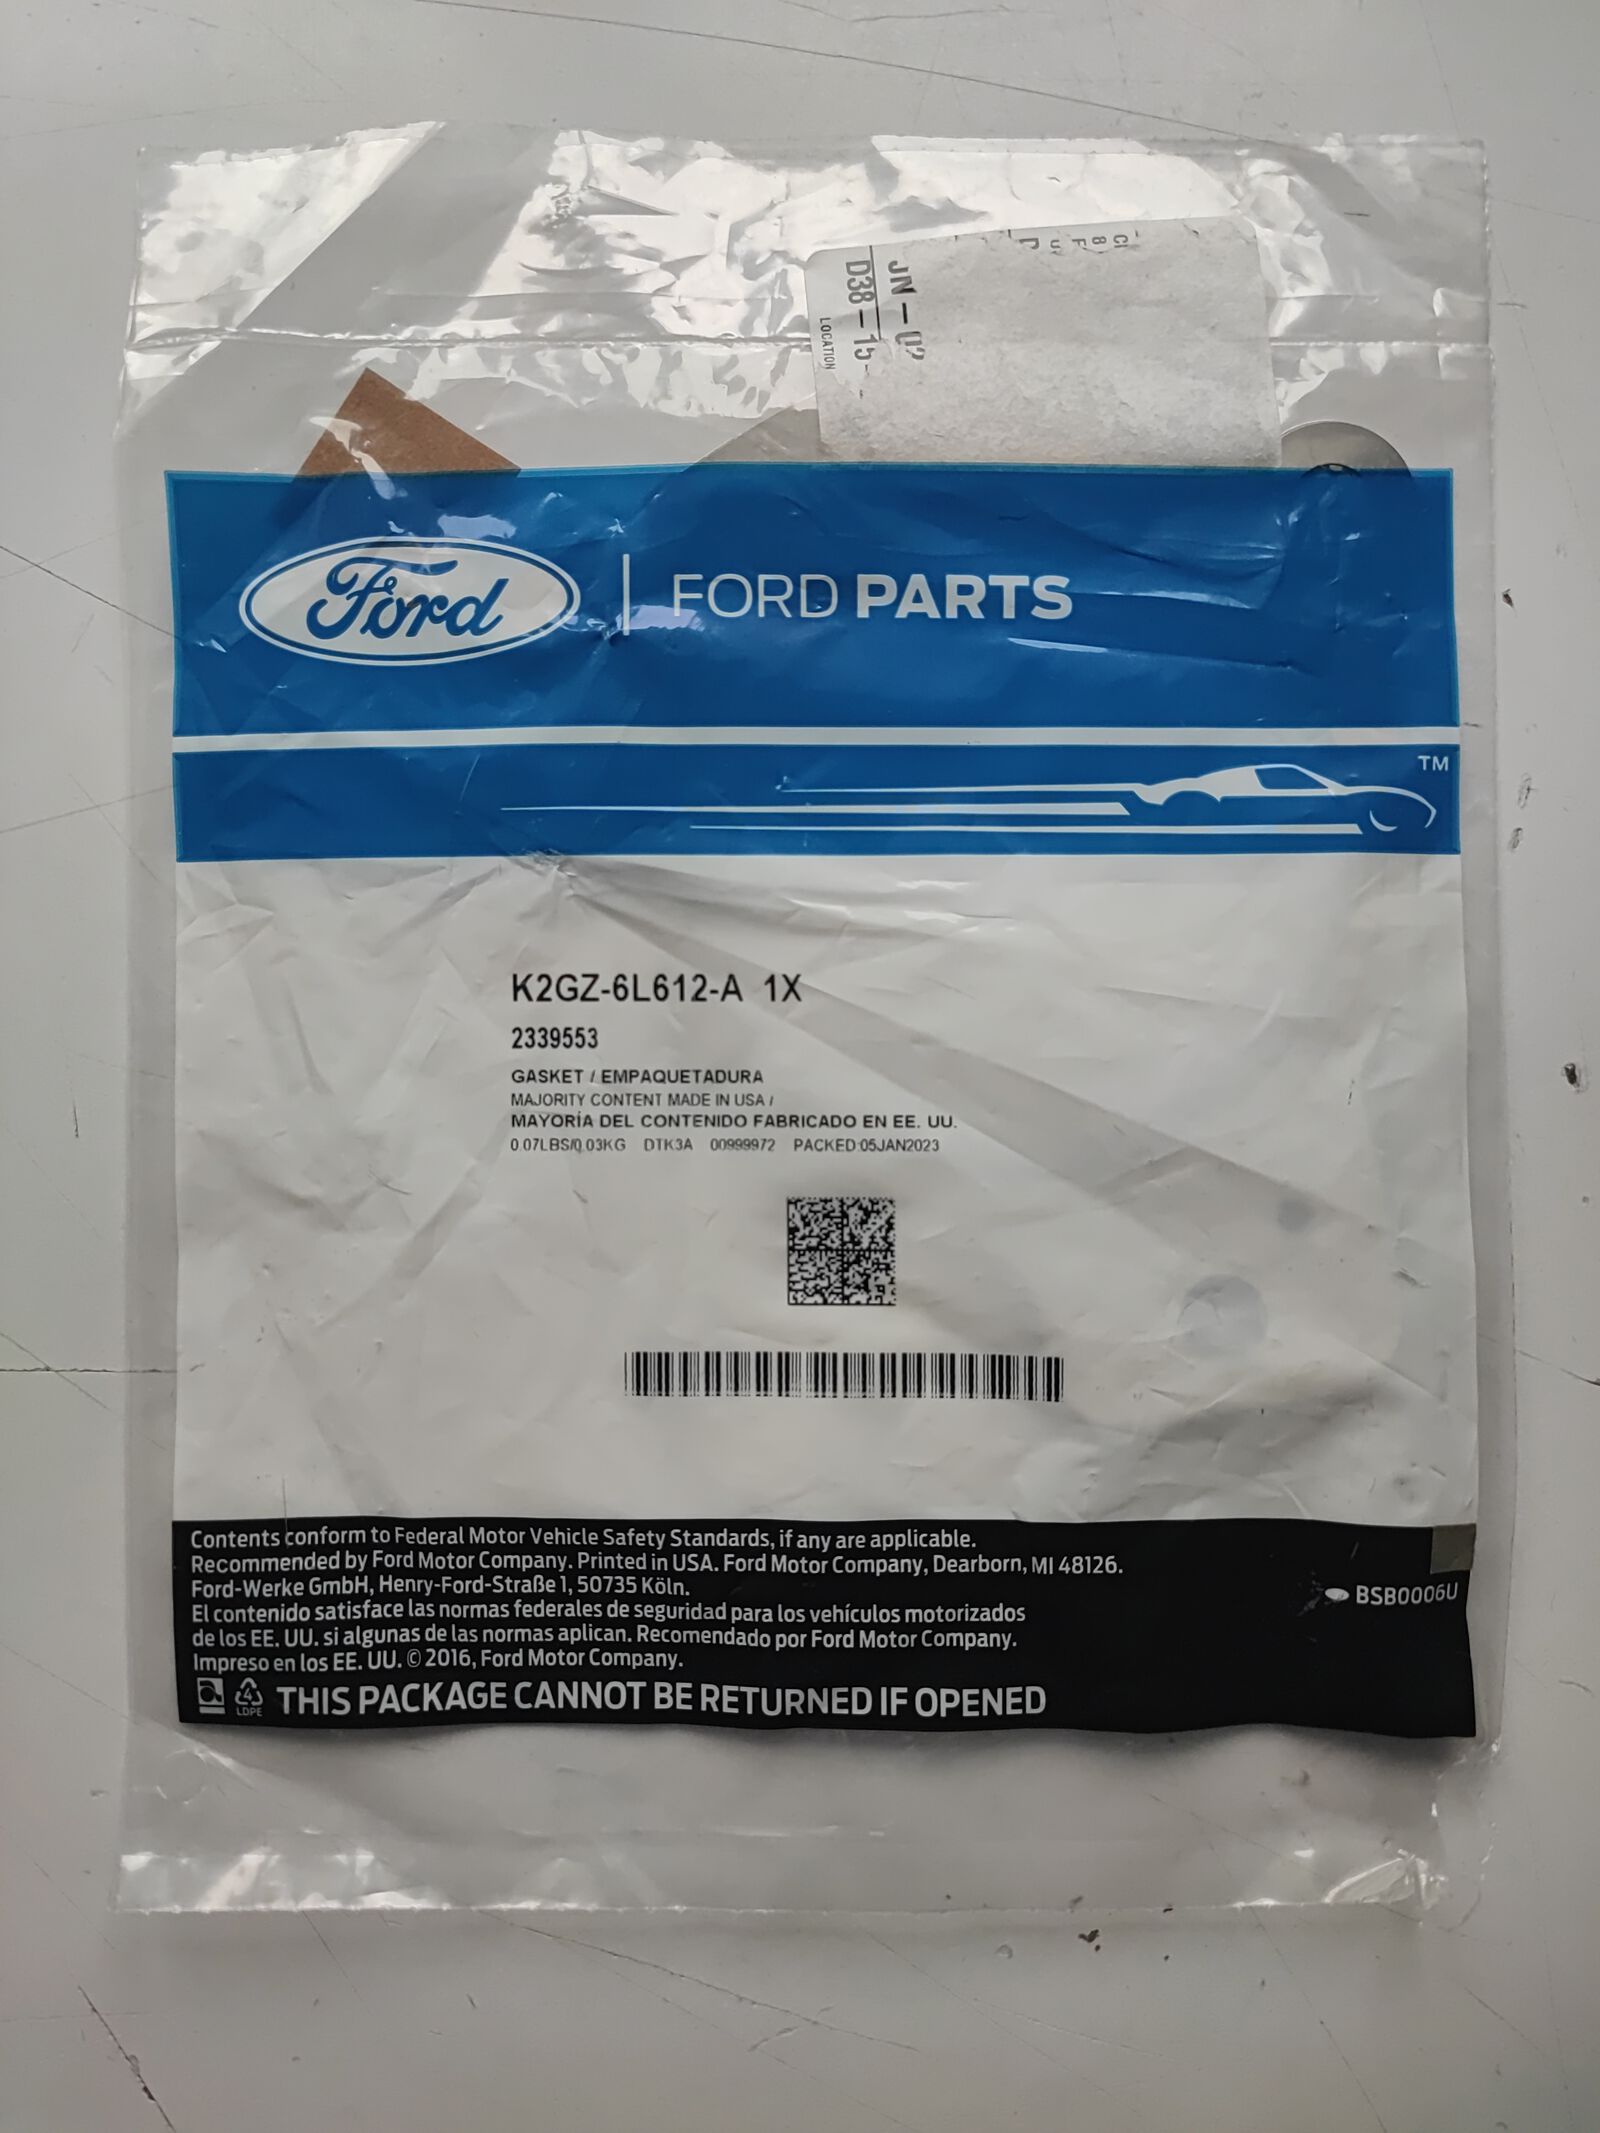 JN - 02
D38 - 15 -
LOCATION
Ford
FORD PARTS
TM
K2GZ-6L612-A 1X
2339553
GASKET / EMPAQUETADURA
MAJORITY CONTENT MADE IN USA /
MAYORÍA DEL CONTENIDO FABRICADO EN EE. UU.
0.07LBS/0.03KG DTK3A 00999972 PACKED:05JAN2023
Contents conform to Federal Motor Vehicle Safety Standards, if any are applicable.
Recommended by Ford Motor Company. Printed in USA. Ford Motor Company, Dearborn, MI 48126.
Ford-Werke GmbH, Henry-Ford-Straße 1, 50735 Köln.
El contenido satisface las normas federales de seguridad para los vehículos motorizados
de los EE. UU. si algunas de las normas aplican. Recomendado por Ford Motor Company.
Impreso en los EE. UU. © 2016, Ford Motor Company.
BSB0006U
4
LDPE
THIS PACKAGE CANNOT BE RETURNED IF OPENED